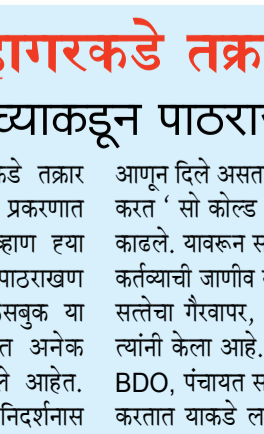 हागरकडे तक्र
च्याकडून पाठरा
कडे तक्रार
प्रकरणात
व्हाण ह्या
पाठराखण
सबुक या
त अनेक
ले आहेत.
निदर्शनास
आणून दिले असत
करत ‘ सो कोल्ड
काढले. यावरून स
कर्तव्याची जाणीव
सत्तेचा गैरवापर,
त्यांनी केला आहे.
BDO, पंचायत स
करतात याकडे ल